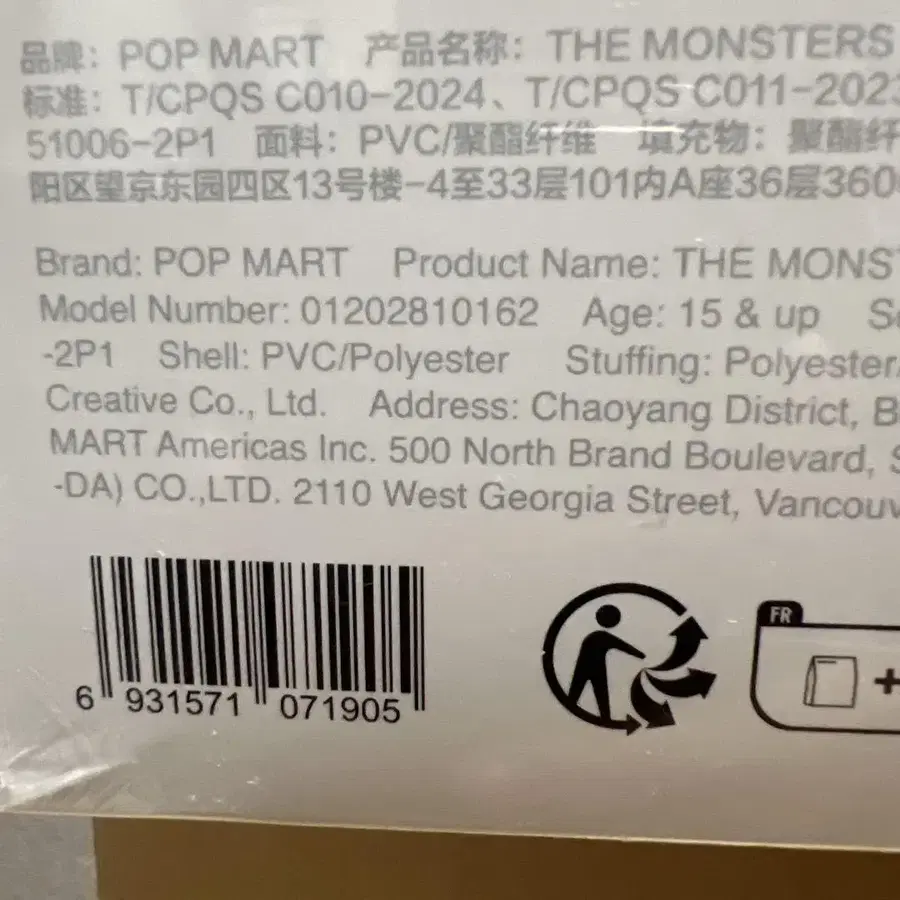 品牌：POP MART 产品名称：THE MONSTERS
标准：T/CPQS C010-2024、T/CPQS C011-2023
51006-2P1 面料：PVC/聚酯纤维 填充物：聚酯纤
阳区望京东园四区13号楼-4至33层101内A座36层360
Brand: POP MART Product Name: THE MONS
Model Number: 01202810162 Age: 15 & up
-2P1 Shell: PVC/Polyester Stuffing: Polyester
Creative Co., Ltd. Address: Chaoyang District, B
MART Americas Inc. 500 North Brand Boulevard, S
-DA) CO.,LTD. 2110 West Georgia Street, Vancouv
6 931571 071905
FR
+